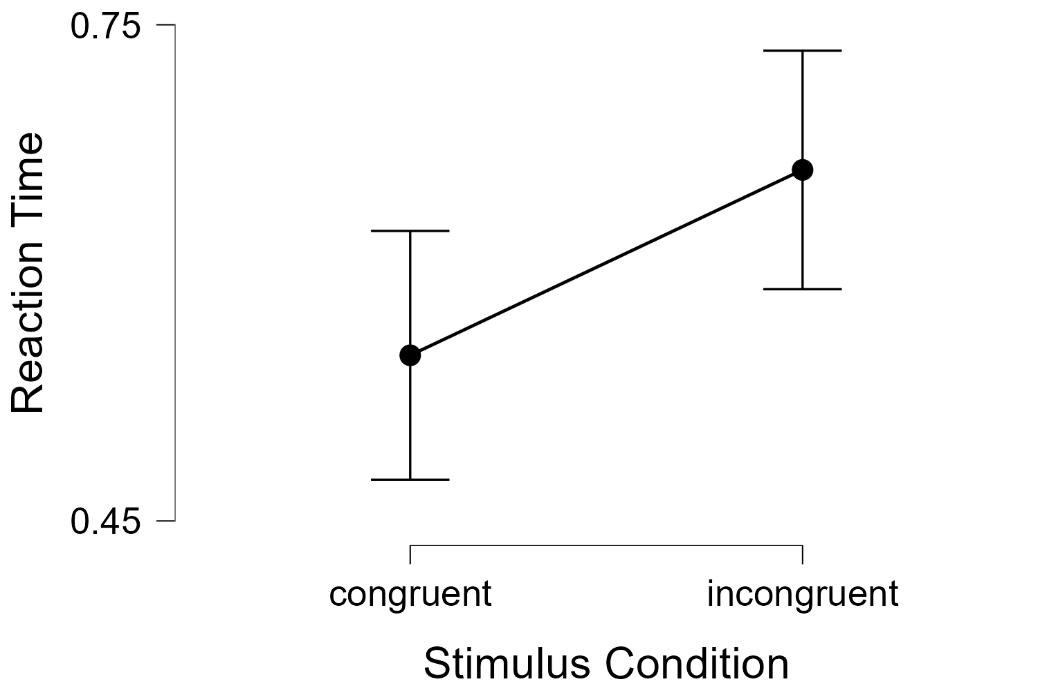 0.75
Reaction Time
0.45
congruent incongruent
Stimulus Condition